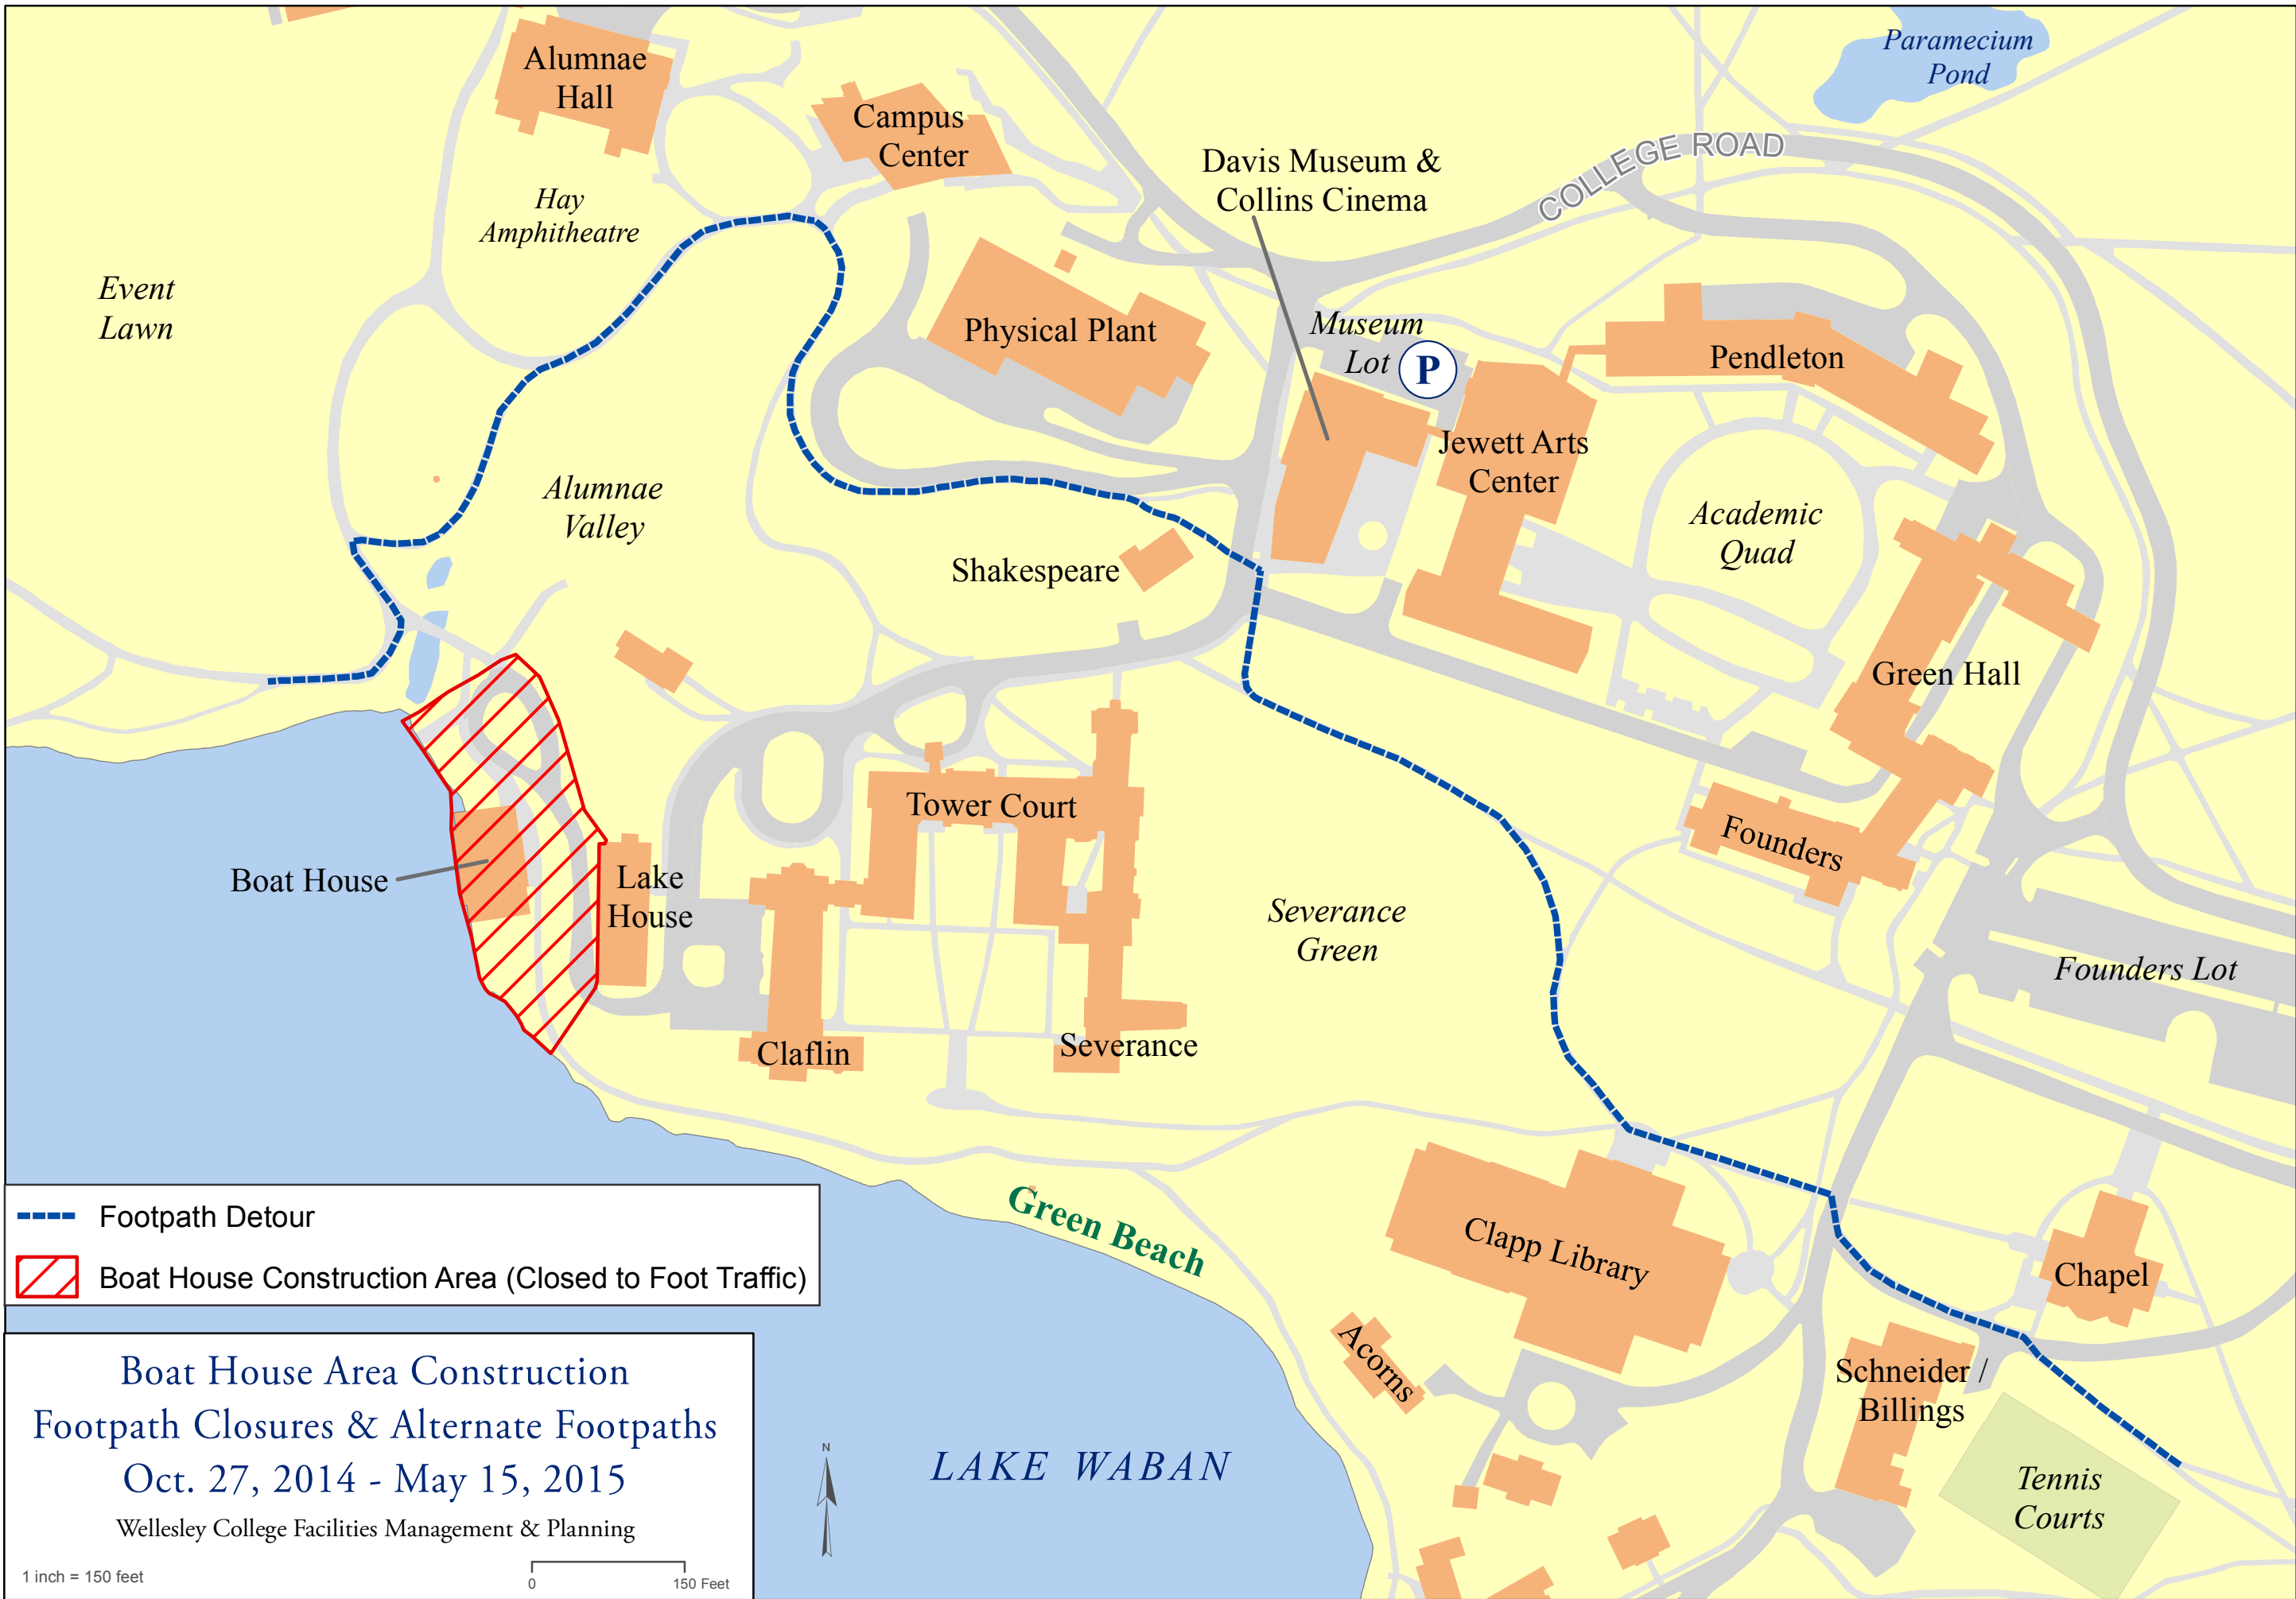 Paramecium
Pond
Alumnae
Hall
Campus
Center
COLLEGE ROAD
Davis Museum &
Collins Cinema
Hay
Amphitheatre
Event
Lawn
Physical Plant
Museum
Lot
P
Pendleton
Jewett Arts
Center
Alumnae
Valley
Academic
Quad
Shakespeare
Green Hall
Tower Court
Founders
Boat House
Lake
House
Severance
Green
Founders Lot
Claflin
Severance
Green Beach
Clapp Library
Chapel
Acorns
Schneider /
Billings
Tennis
Courts
LAKE WABAN
N
Footpath Detour
Boat House Construction Area (Closed to Foot Traffic)
Boat House Area Construction
Footpath Closures & Alternate Footpaths
Oct. 27, 2014 - May 15, 2015
Wellesley College Facilities Management & Planning
1 inch = 150 feet
0 150 Feet